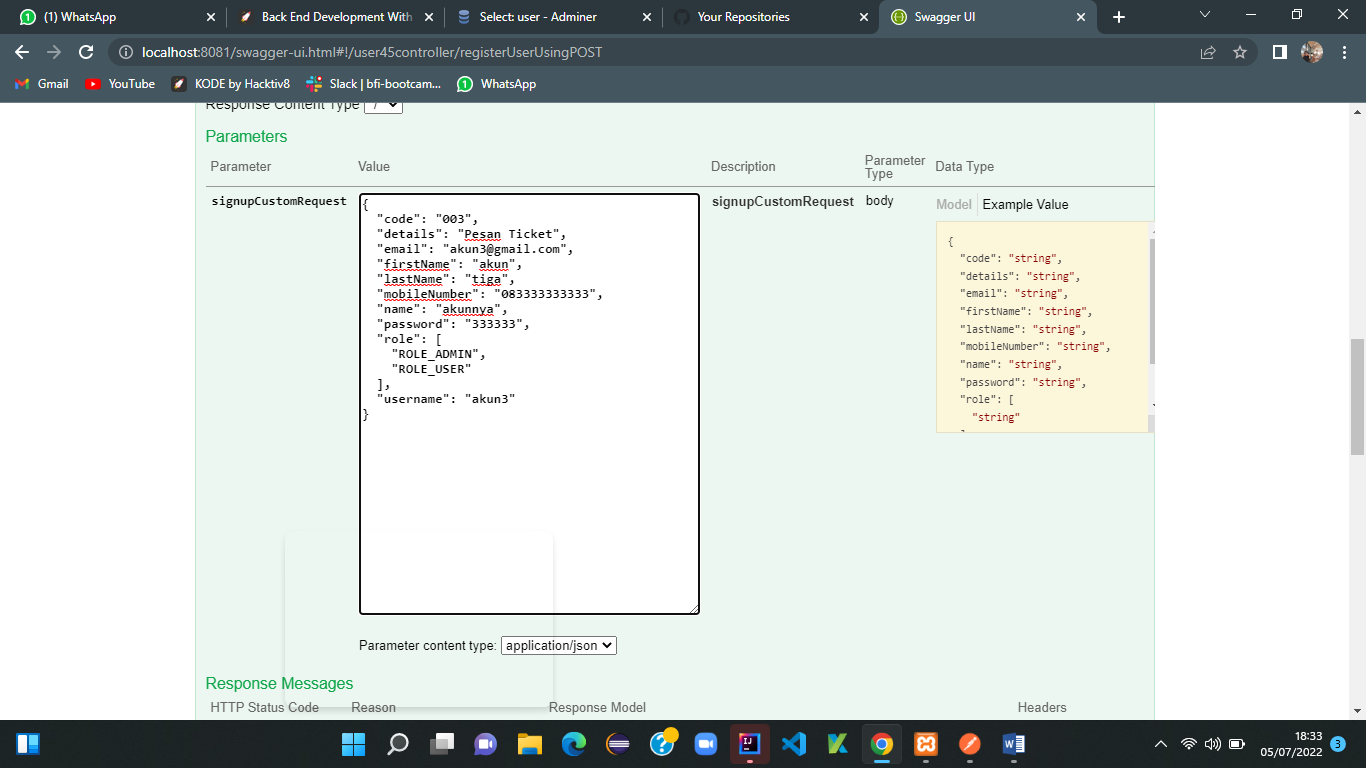 (1) WhatsApp
Back End Development With
Select: user - Adminer
Your Repositories
Swagger UI
localhost:8081/swagger-ui.html#!/user45controller/registerUserUsingPOST
Gmail
YouTube
KODE by Hacktiv8
Slack | bfi-bootcam...
WhatsApp
Response Content Type
Parameters
Parameter Value Description Parameter Type Data Type
signupCustomRequest
{
"code": "003",
"details": "Pesan Ticket",
"email": "akun3@gmail.com",
"firstName": "akun",
"lastName": "tiga",
"mobileNumber": "083333333333",
"name": "akunnya",
"password": "333333",
"role": [
"ROLE_ADMIN",
"ROLE_USER"
],
"username": "akun3"
}
signupCustomRequest
body
Model Example Value
{
"code": "string",
"details": "string",
"email": "string",
"firstName": "string",
"lastName": "string",
"mobileNumber": "string",
"name": "string",
"password": "string",
"role": [
"string"
Parameter content type: application/json
Response Messages
HTTP Status Code Reason Response Model Headers
18:33
05/07/2022
3